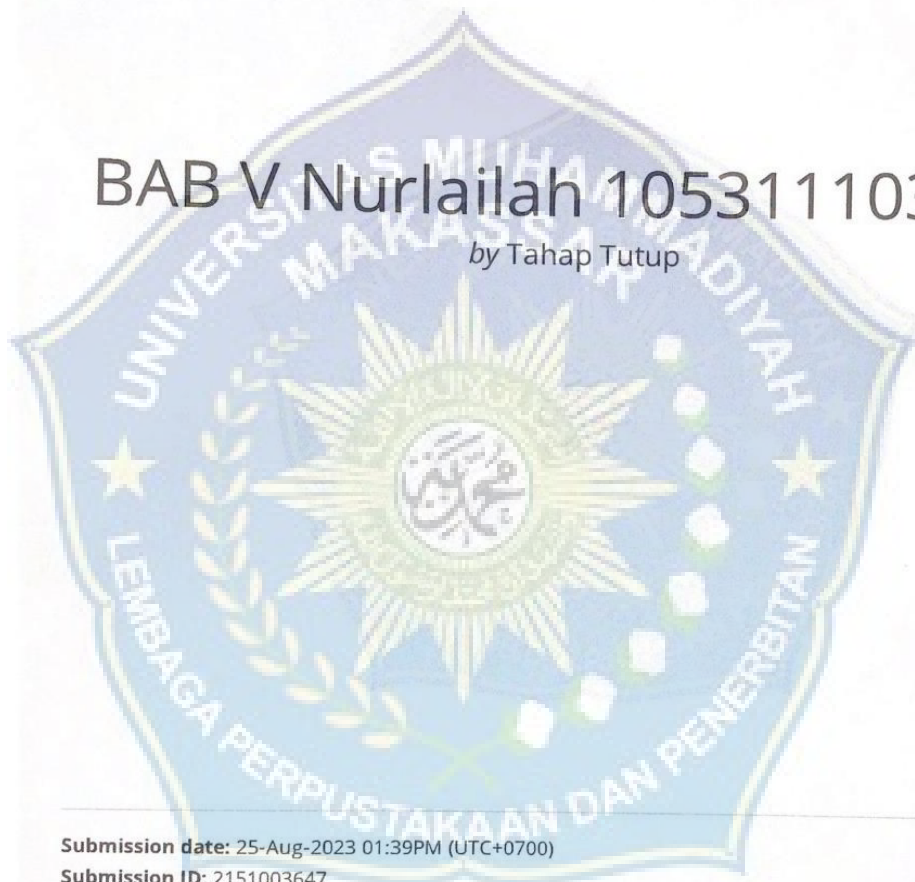 BAB V Nurlailah 105311103
by Tahap Tutup
UNIVERSITAS MUHAMMADIYAH
MAKASSAR
LEMBAGA PERPUSTAKAAN DAN PENERBITAN
Submission date: 25-Aug-2023 01:39PM (UTC+0700)
Submission ID: 2151003647